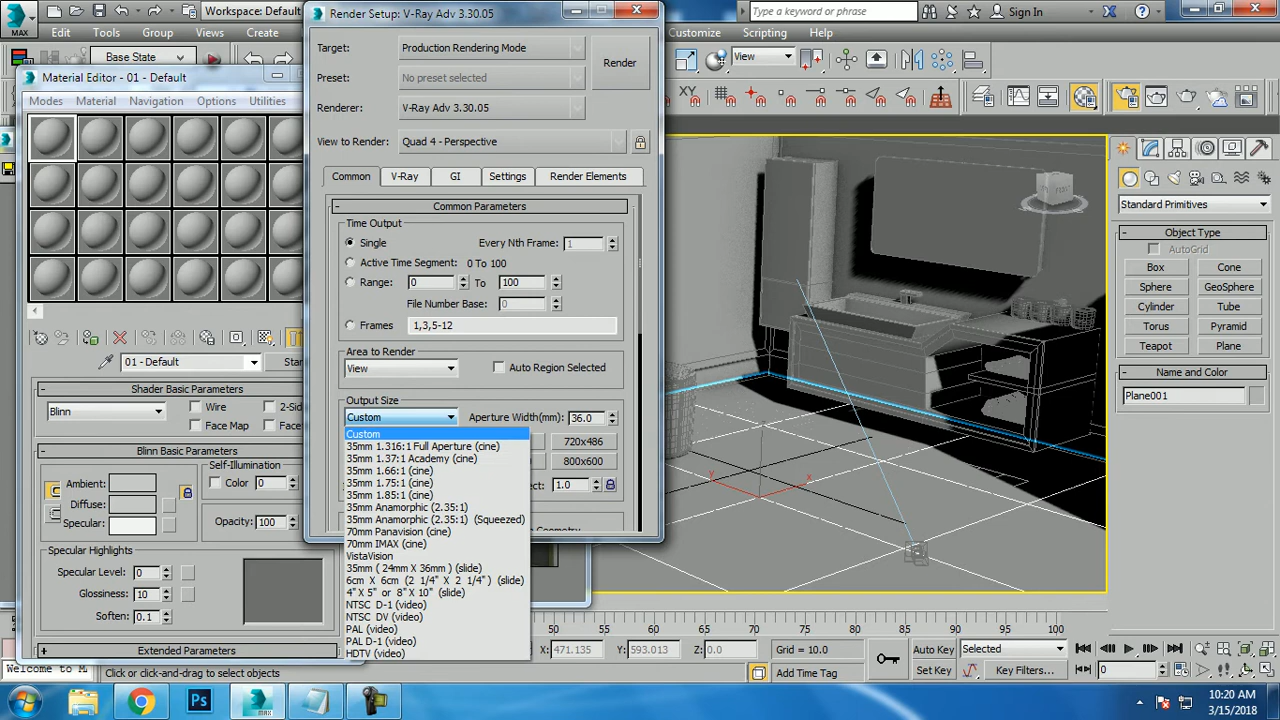 Workspace: Default
Render Setup: V-Ray Adv 3.30.05
Type a keyword or phrase
Sign In
MAX
Edit
Tools
Group
Views
Create
Customize
Scripting
Help
Base State
View
Target:
Production Rendering Mode
Render
Preset:
No preset selected
Renderer:
V-Ray Adv 3.30.05
View to Render:
Quad 4 - Perspective
Common
V-Ray
GI
Settings
Render Elements
Common Parameters
Time Output
Single
Every Nth Frame:
1
Active Time Segment:
0 To 100
Range:
0
To
100
File Number Base:
0
Frames
1,3,5-12
Area to Render
View
Auto Region Selected
Output Size
Custom
Aperture Width(mm):
36.0
720x486
800x600
1.0
Custom
35mm 1.316:1 Full Aperture (cine)
35mm 1.37:1 Academy (cine)
35mm 1.66:1 (cine)
35mm 1.75:1 (cine)
35mm 1.85:1 (cine)
35mm Anamorphic (2.35:1)
35mm Anamorphic (2.35:1) (Squeezed)
70mm Panavision (cine)
70mm IMAX (cine)
VistaVision
35mm ( 24mm X 36mm ) (slide)
6cm X 6cm (2 1/4" X 2 1/4" ) (slide)
4" X 5" or 8" X 10" (slide)
NTSC D-1 (video)
NTSC DV (video)
PAL (video)
PAL D-1 (video)
HDTV (video)
Material Editor - 01 - Default
Modes
Material
Navigation
Options
Utilities
01 - Default
Shader Basic Parameters
Blinn
Wire
Face Map
Blinn Basic Parameters
Ambient:
Diffuse:
Specular:
Self-Illumination
Color
0
Opacity:
100
Specular Highlights
Specular Level:
0
Glossiness:
10
Soften:
0.1
Extended Parameters
XY
y
x
Standard Primitives
Object Type
AutoGrid
Box
Cone
Sphere
GeoSphere
Cylinder
Tube
Torus
Pyramid
Teapot
Plane
Name and Color
Plane001
50
55
60
65
70
75
80
85
90
95
100
Welcome to M
Click or click-and-drag to select objects
X:
471.135
Y:
593.013
Z:
0.0
Grid = 10.0
Add Time Tag
Auto Key
Selected
Set Key
Key Filters...
0
Ps
MAX
10:20 AM
3/15/2018